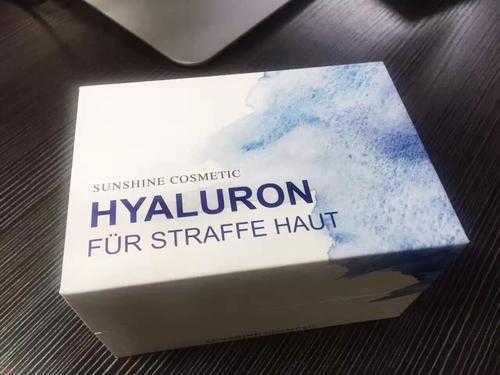 SUNSHINE COSMETIC
HYALURON
FÜR STRAFFE HAUT